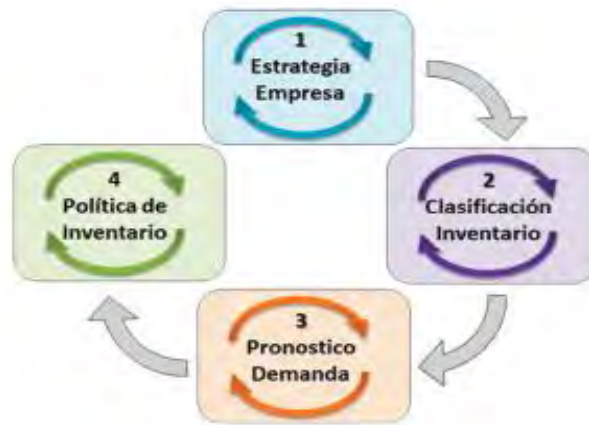 1
Estrategia
Empresa
2
Clasificación
Inventario
3
Pronostico
Demanda
4
Política de
Inventario